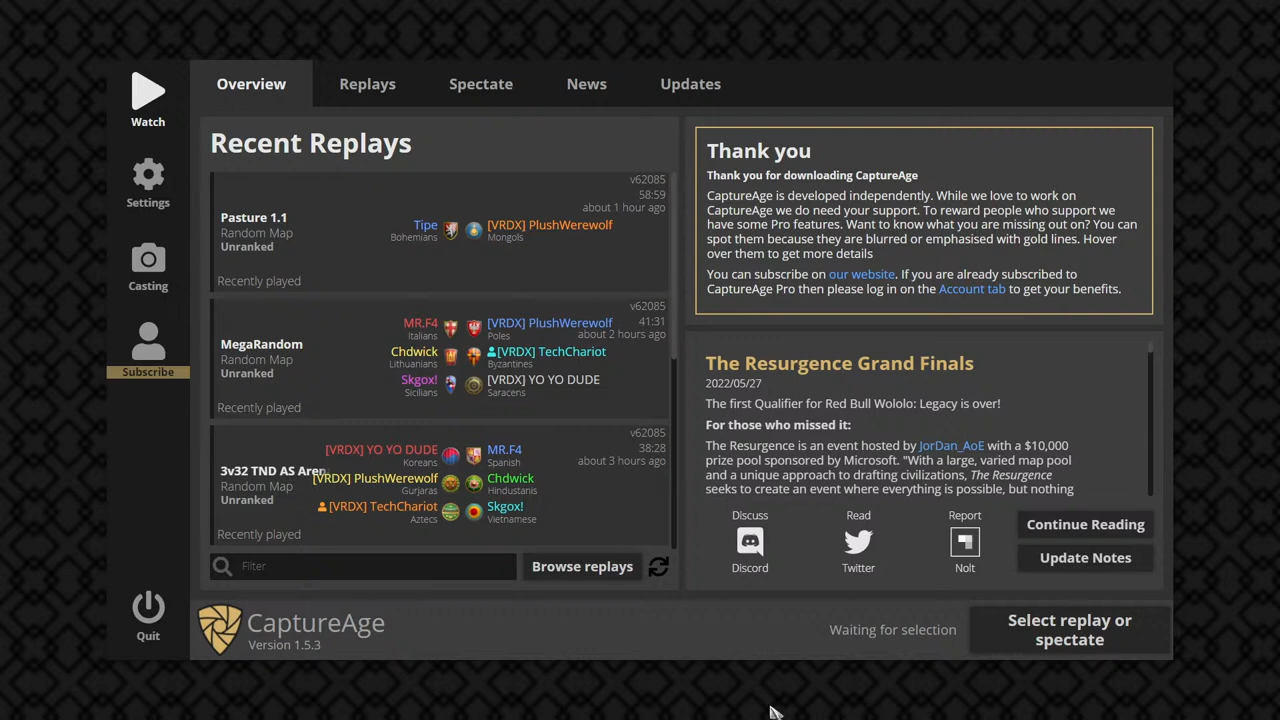 Watch
Settings
Casting
Subscribe
Quit
Overview
Replays
Spectate
News
Updates
Recent Replays
v62085
58:59
about 1 hour ago
Pasture 1.1
Random Map
Unranked
Tipe
Bohemians
[VRDX] PlushWerewolf
Mongols
Recently played
v62085
41:31
about 2 hours ago
MegaRandom
Random Map
Unranked
MR.F4
Italians
[VRDX] PlushWerewolf
Poles
Chdwick
Lithuanians
[VRDX] TechChariot
Byzantines
Skgox!
Sicilians
[VRDX] YO YO DUDE
Saracens
Recently played
v62085
38:28
about 3 hours ago
3v32 TND AS Aren
Random Map
Unranked
[VRDX] YO YO DUDE
Koreans
MR.F4
Spanish
[VRDX] PlushWerewolf
Gurjaras
Chdwick
Hindustanis
[VRDX] TechChariot
Aztecs
Skgox!
Vietnamese
Recently played
Filter
Browse replays
Thank you
Thank you for downloading CaptureAge
CaptureAge is developed independently. While we love to work on
CaptureAge we do need your support. To reward people who support we
have some Pro features. Want to know what you are missing out on? You can
spot them because they are blurred or emphasised with gold lines. Hover
over them to get more details
You can subscribe on our website. If you are already subscribed to
CaptureAge Pro then please log in on the Account tab to get your benefits.
The Resurgence Grand Finals
2022/05/27
The first Qualifier for Red Bull Wololo: Legacy is over!
For those who missed it:
The Resurgence is an event hosted by JorDan_AoE with a $10,000
prize pool sponsored by Microsoft. "With a large, varied map pool
and a unique approach to drafting civilizations, The Resurgence
seeks to create an event where everything is possible, but nothing
Discuss
Discord
Read
Twitter
Report
Nolt
Continue Reading
Update Notes
CaptureAge
Version 1.5.3
Waiting for selection
Select replay or
spectate